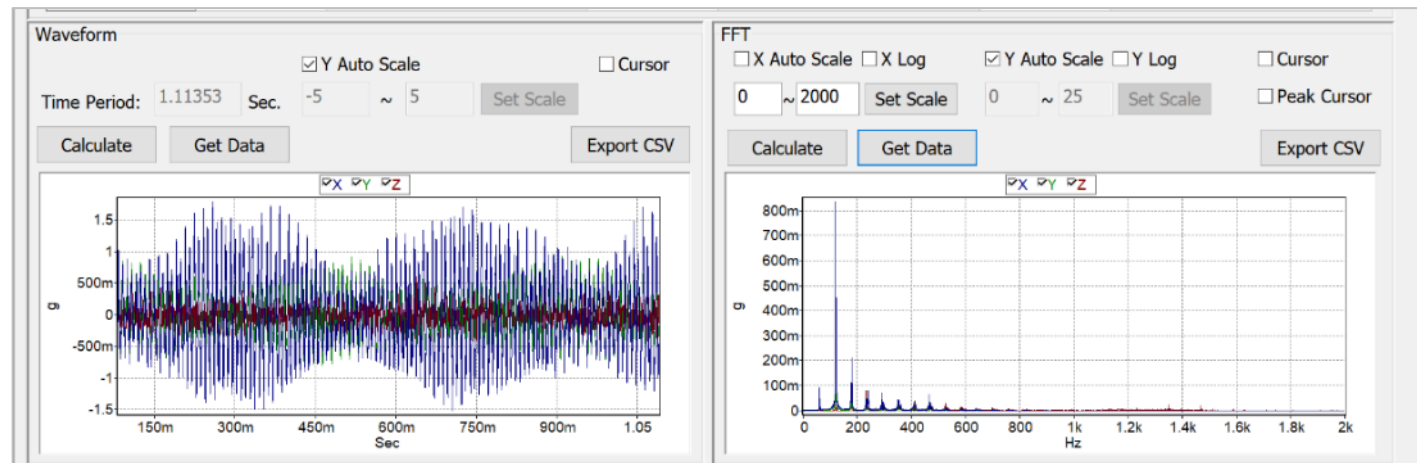 Waveform
Y Auto Scale
Cursor
Time Period: 1.11353 Sec. -5 ~ 5 Set Scale
Calculate Get Data Export CSV
X Y Z
1.5
1
500m
0
-500m
-1
-1.5
g
150m 300m 450m 600m 750m 900m 1.05
Sec
FFT
X Auto Scale X Log Y Auto Scale Y Log Cursor
0 ~ 2000 Set Scale 0 ~ 25 Set Scale Peak Cursor
Calculate Get Data Export CSV
X Y Z
800m
700m
600m
500m
400m
300m
200m
100m
0
g
0 200 400 600 800 1k 1.2k 1.4k 1.6k 1.8k 2k
Hz